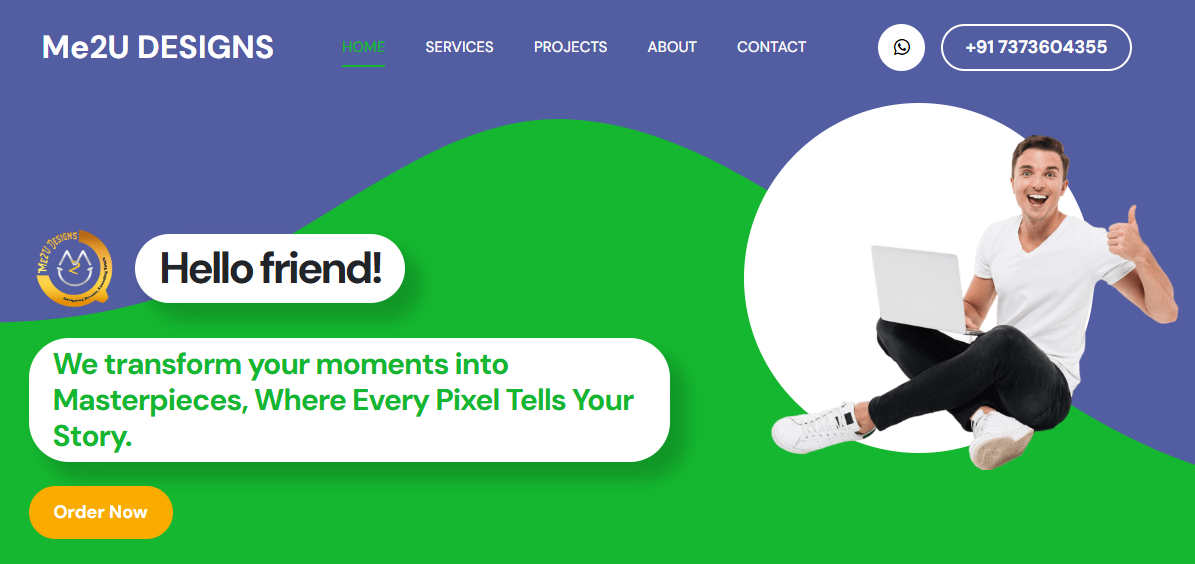 Me2U DESIGNS
HOME SERVICES PROJECTS ABOUT CONTACT
+91 7373604355
Me2U DESIGNS
Hello friend!
We transform your moments into
Masterpieces, Where Every Pixel Tells Your
Story.
Order Now